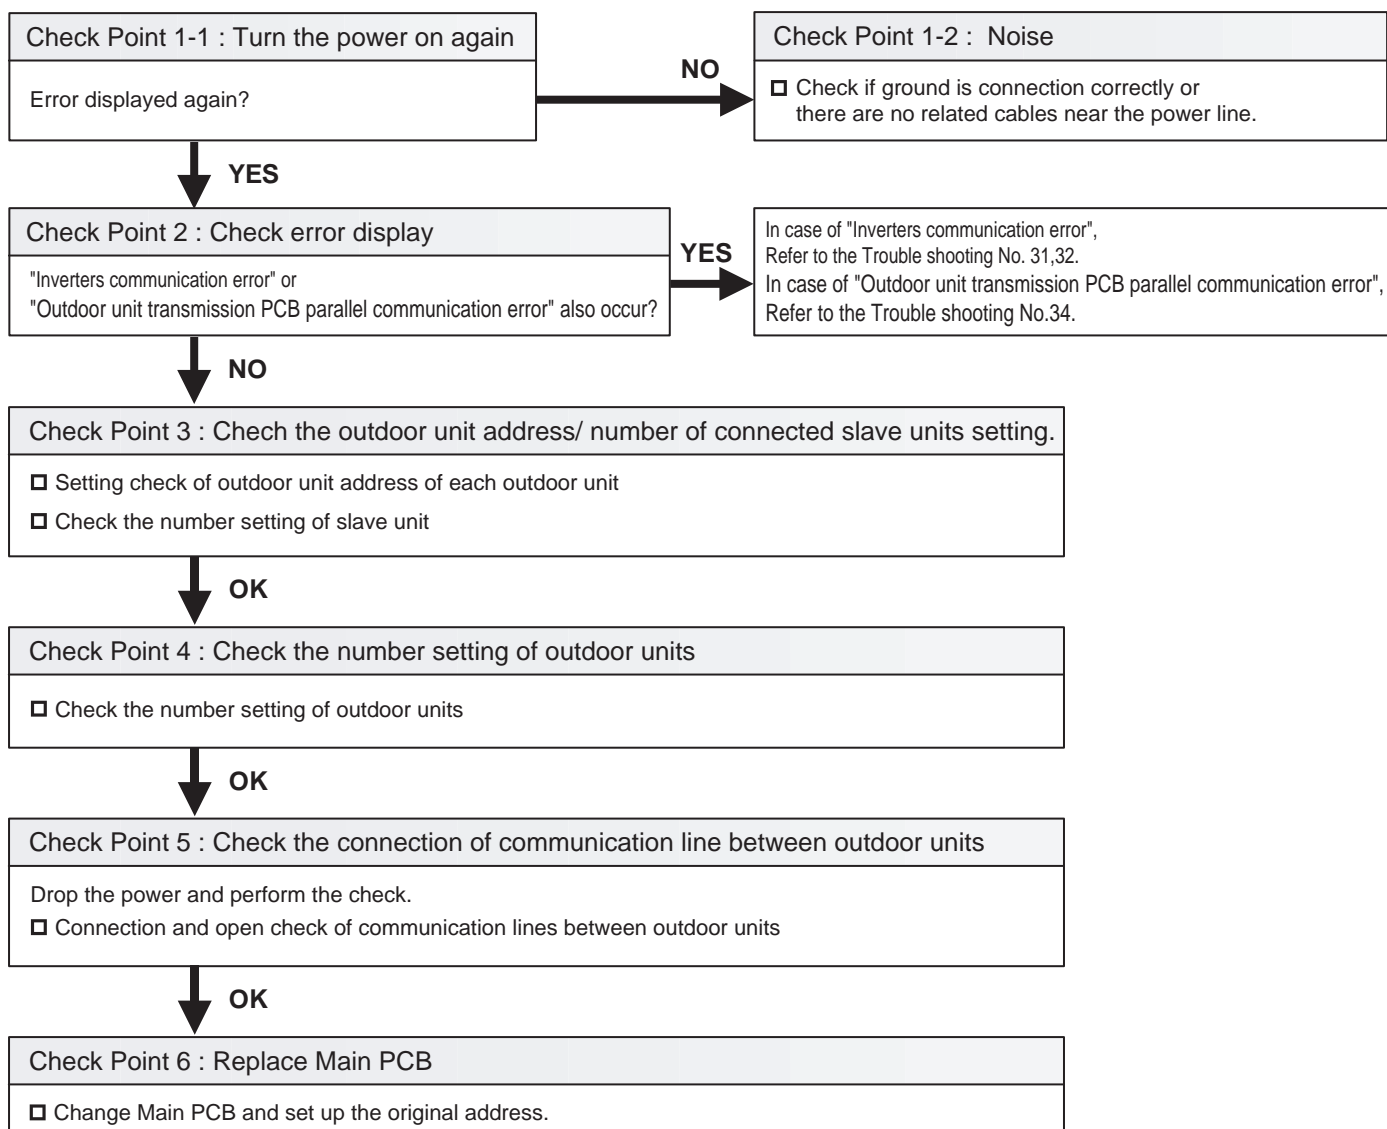 Check Point 1-1 : Turn the power on again
Error displayed again?
NO
Check Point 1-2 :  Noise
Check if ground is connection correctly or
there are no related cables near the power line.
YES
Check Point 2 : Check error display
"Inverters communication error" or
"Outdoor unit transmission PCB parallel communication error" also occur?
YES
In case of "Inverters communication error",
Refer to the Trouble shooting No. 31,32.
In case of "Outdoor unit transmission PCB parallel communication error",
Refer to the Trouble shooting No.34.
NO
Check Point 3 : Chech the outdoor unit address/ number of connected slave units setting.
Setting check of outdoor unit address of each outdoor unit
Check the number setting of slave unit
OK
Check Point 4 : Check the number setting of outdoor units
Check the number setting of outdoor units
OK
Check Point 5 : Check the connection of communication line between outdoor units
Drop the power and perform the check.
Connection and open check of communication lines between outdoor units
OK
Check Point 6 : Replace Main PCB
Change Main PCB and set up the original address.